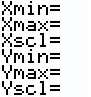 Xmin=
Xmax=
Xscl=
Ymin=
Ymax=
Yscl=